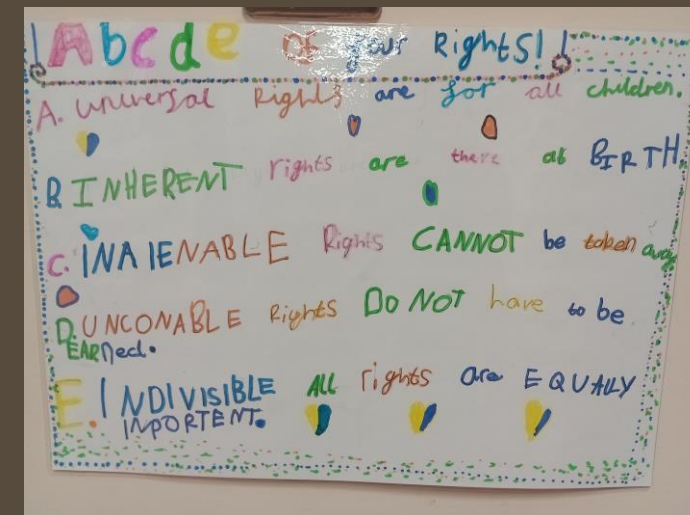 Abcde of your Rights!
A. Universal Rights are for all children.
B. INHERENT rights are there at BIRTH
C. INAIENABLE Rights CANNOT be taken away
D. UNCONABLE Rights DO NOT have to be
EARNed.
E. INDIVISIBLE All rights are EQUALLY
INPORTENT.